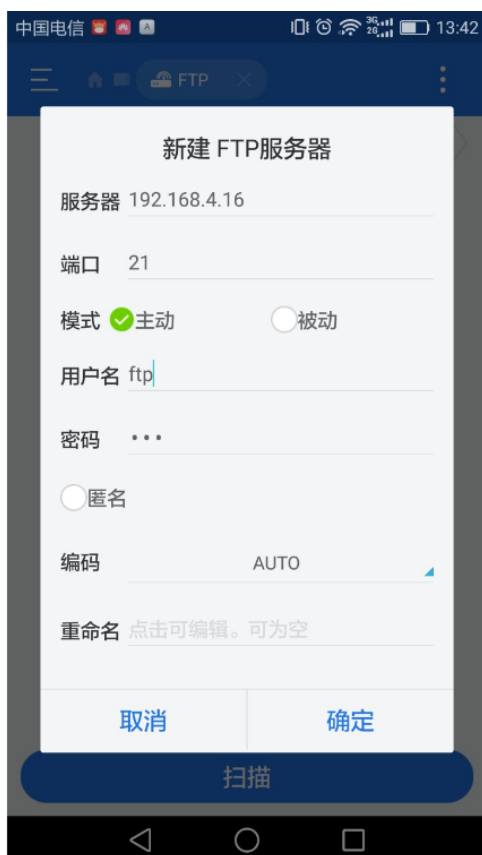 中国电信 3G 2G 13:42
FTP
新建 FTP服务器
服务器 192.168.4.16
端口 21
模式 主动 被动
用户名 ftp
密码 •••
匿名
编码 AUTO
重命名 点击可编辑。可为空
取消 确定
扫描